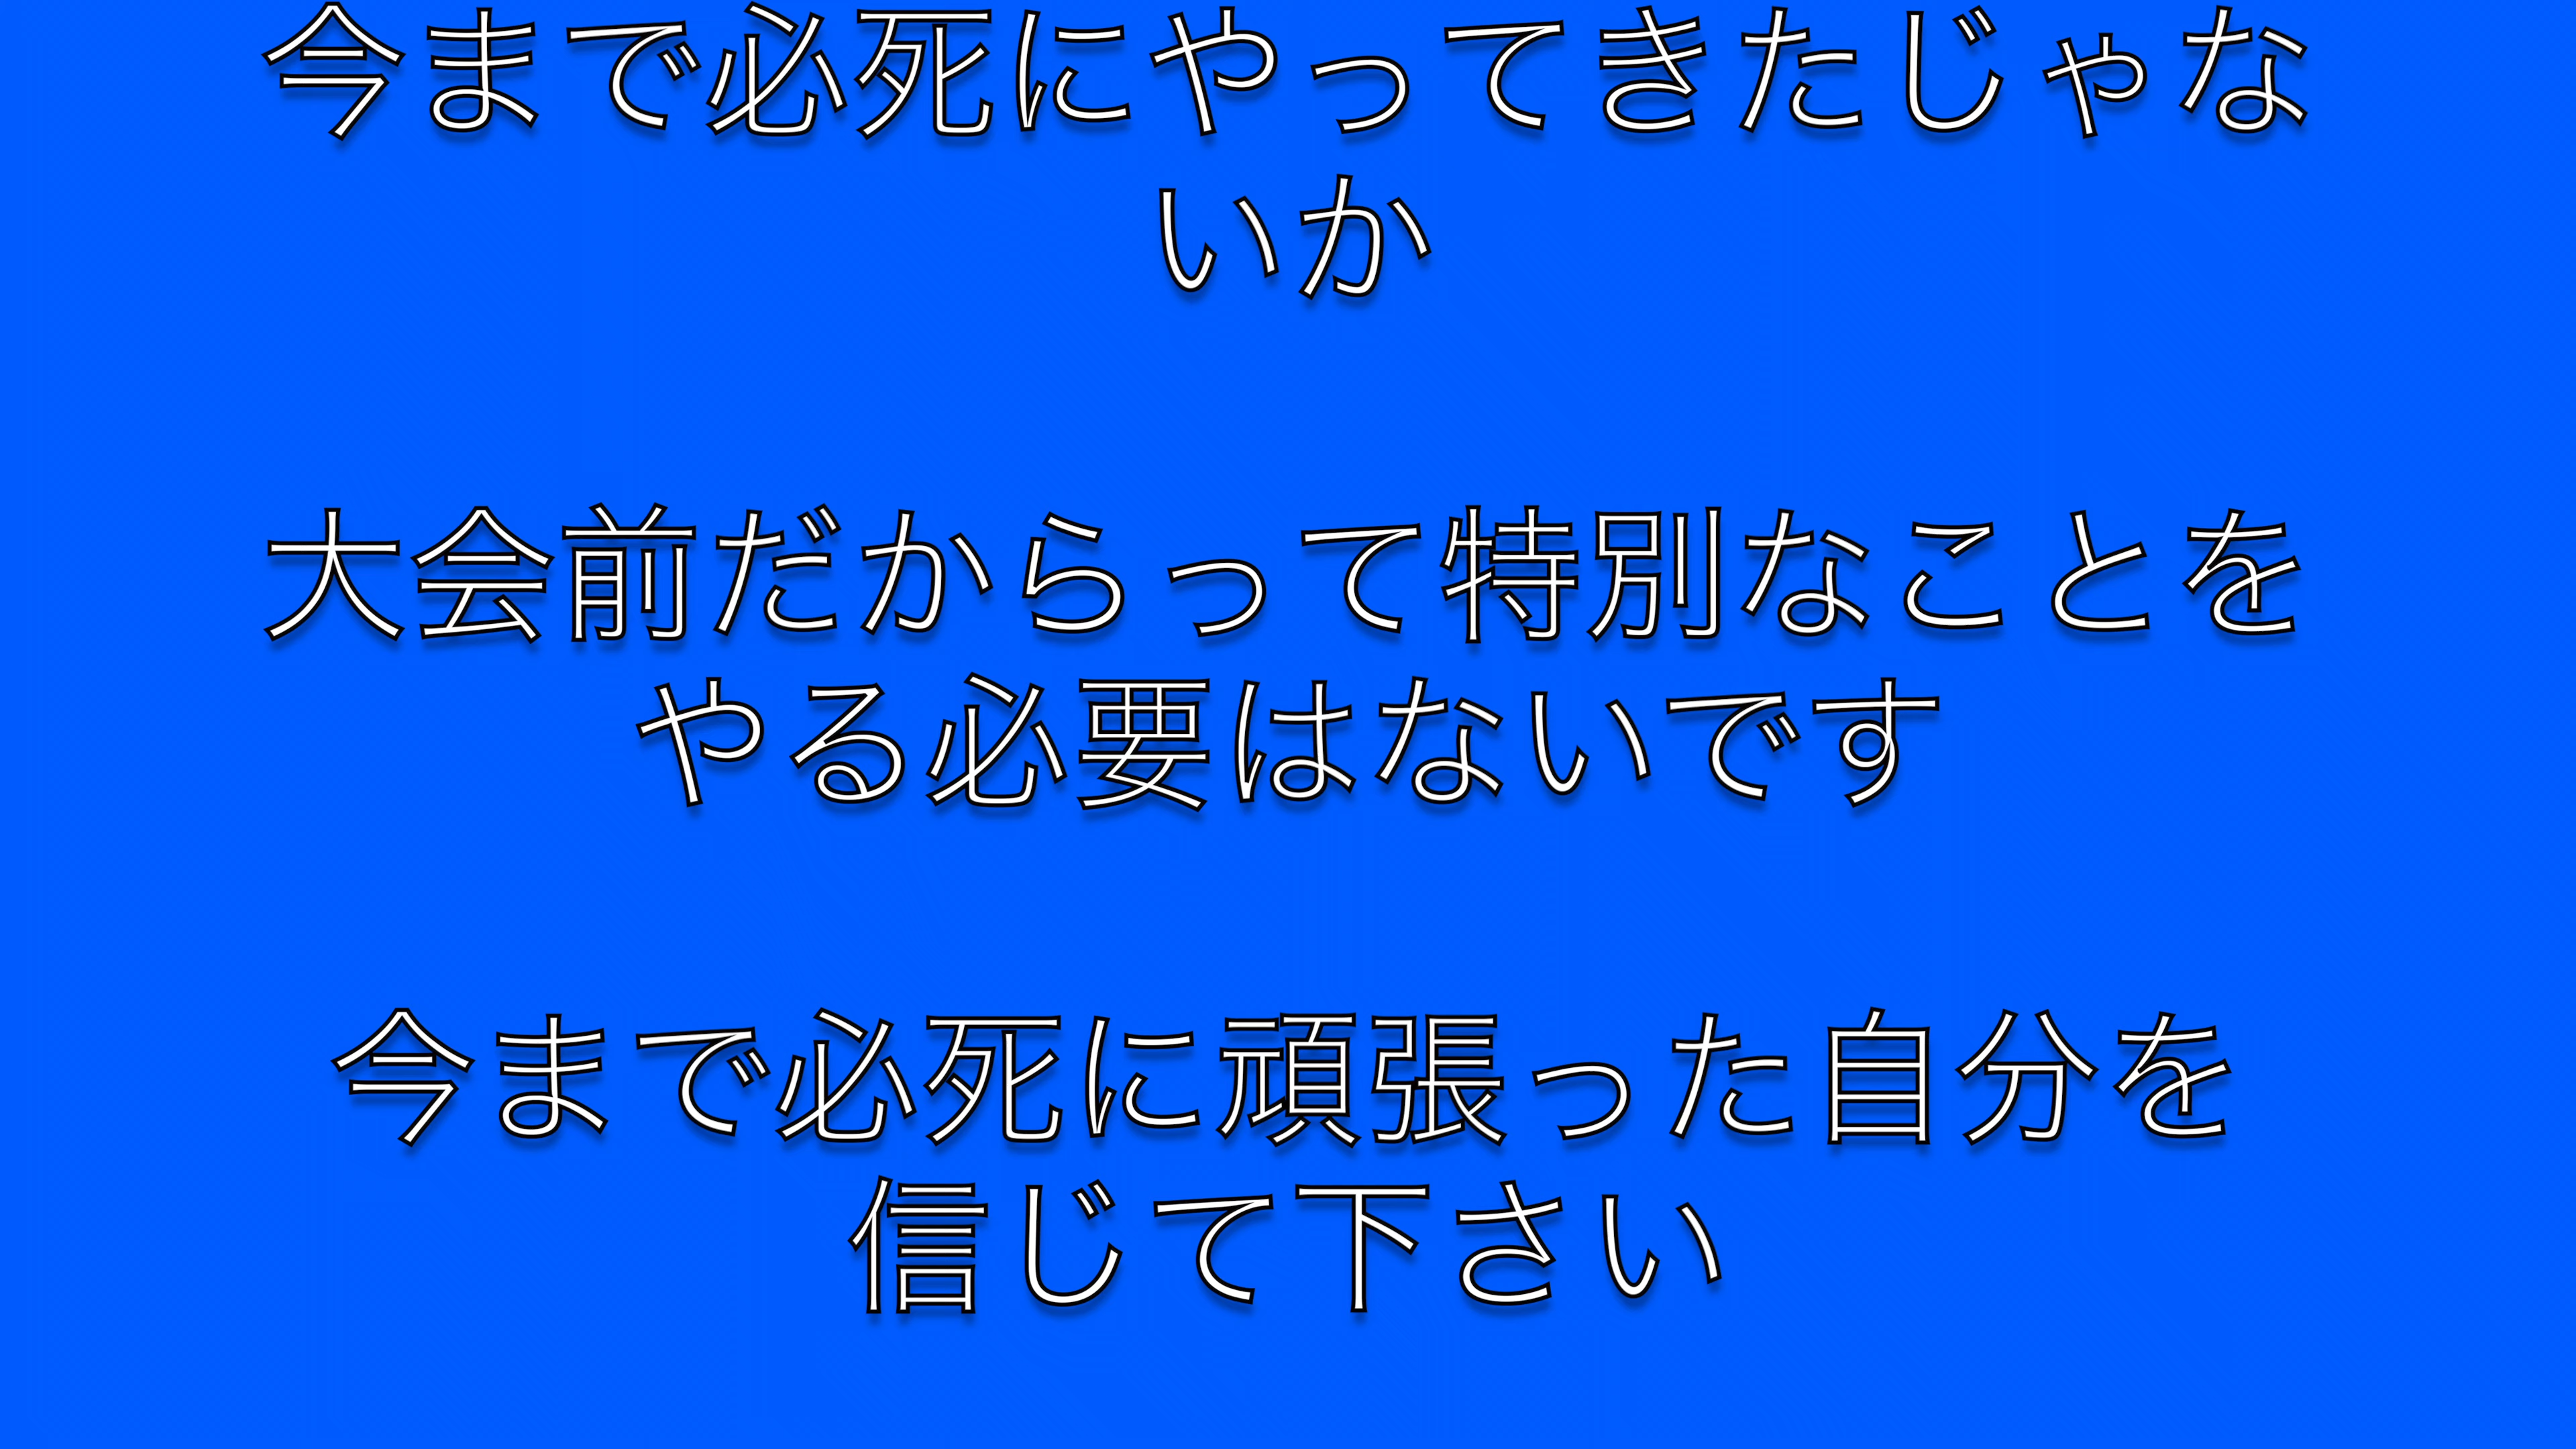 今まで必死にやってきたじゃな
いか
大会前だからって特別なことを
やる必要はないです
今まで必死に頑張った自分を
信じて下さい